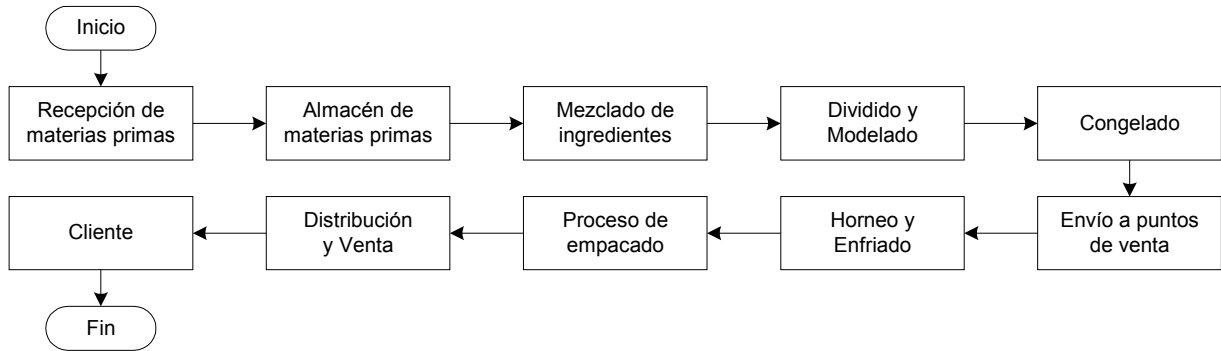 Inicio
Recepción de
materias primas
Almacén de
materias primas
Mezclado de
ingredientes
Dividido y
Modelado
Congelado
Envío a puntos
de venta
Horneo y
Enfriado
Proceso de
empacado
Distribución
y Venta
Cliente
Fin